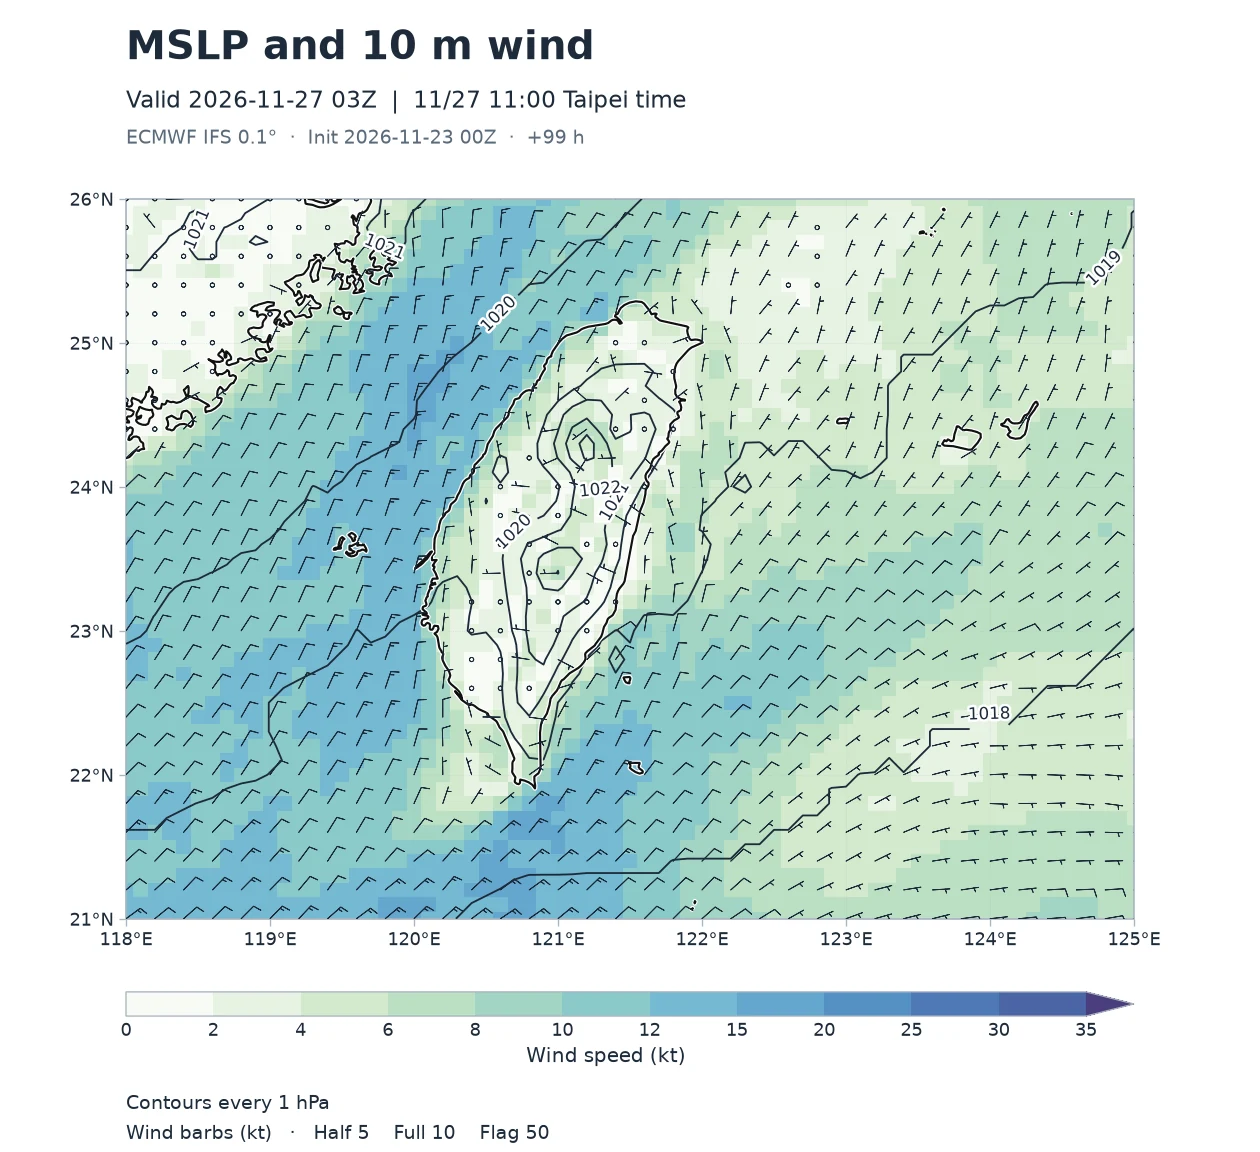 MSLP and 10 m wind
Valid 2026-11-27 03Z | 11/27 11:00 Taipei time
ECMWF IFS 0.1° · Init 2026-11-23 00Z · +99 h
26°N
25°N
24°N
23°N
22°N
21°N
1021
1021
1020
1019
1022
1021
1020
1018
118°E 119°E 120°E 121°E 122°E 123°E 124°E 125°E
0 2 4 6 8 10 12 15 20 25 30 35
Wind speed (kt)
Contours every 1 hPa
Wind barbs (kt) · Half 5 Full 10 Flag 50